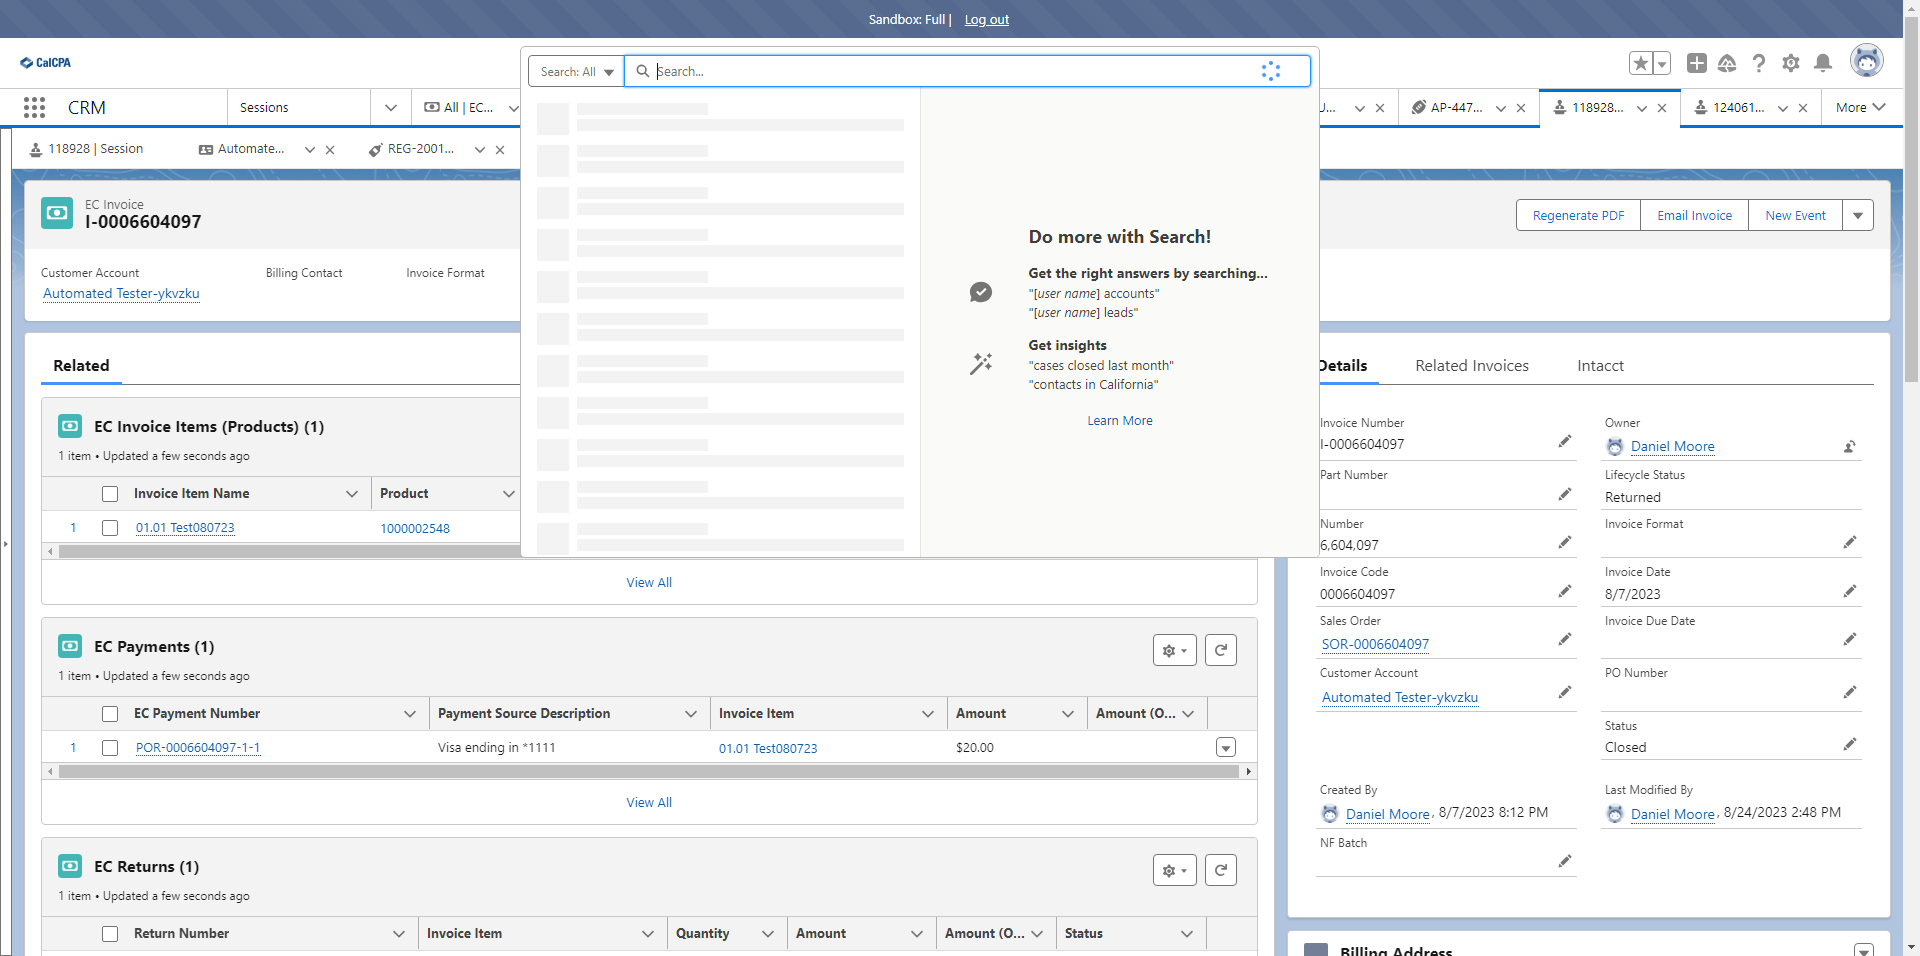 Sandbox: Full | Log out
CalCPA
Search: All
Search...
CRM
Sessions
All | EC...
AP-447...
118928...
124061...
More
118928 | Session
Automate...
REG-2001...
EC Invoice
I-0006604097
Regenerate PDF
Email Invoice
New Event
Customer Account
Billing Contact
Invoice Format
Automated Tester-ykvzku
Do more with Search!
Get the right answers by searching...
"[user name] accounts"
"[user name] leads"
Get insights
"cases closed last month"
"contacts in California"
Learn More
Related
EC Invoice Items (Products) (1)
1 item • Updated a few seconds ago
Invoice Item Name
Product
1
01.01 Test080723
1000002548
View All
EC Payments (1)
1 item • Updated a few seconds ago
EC Payment Number
Payment Source Description
Invoice Item
Amount
Amount (O...
1
POR-0006604097-1-1
Visa ending in *1111
01.01 Test080723
$20.00
View All
EC Returns (1)
1 item • Updated a few seconds ago
Return Number
Invoice Item
Quantity
Amount
Amount (O...
Status
Details
Related Invoices
Intacct
Invoice Number
I-0006604097
Owner
Daniel Moore
Part Number
Lifecycle Status
Returned
Number
6,604,097
Invoice Format
Invoice Code
0006604097
Invoice Date
8/7/2023
Sales Order
SOR-0006604097
Invoice Due Date
Customer Account
Automated Tester-ykvzku
PO Number
Status
Closed
Created By
Daniel Moore, 8/7/2023 8:12 PM
Last Modified By
Daniel Moore, 8/24/2023 2:48 PM
NF Batch
Billing Address